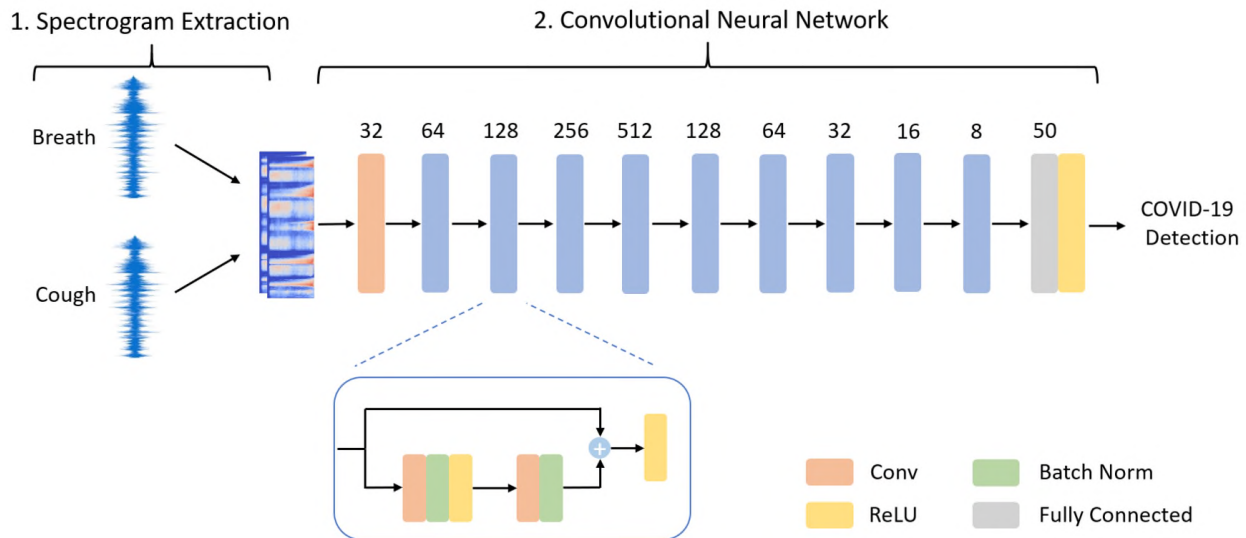 1. Spectrogram Extraction
2. Convolutional Neural Network
Breath
Cough
32 64 128 256 512 128 64 32 16 8 50
COVID-19
Detection
+
Conv
Batch Norm
ReLU
Fully Connected